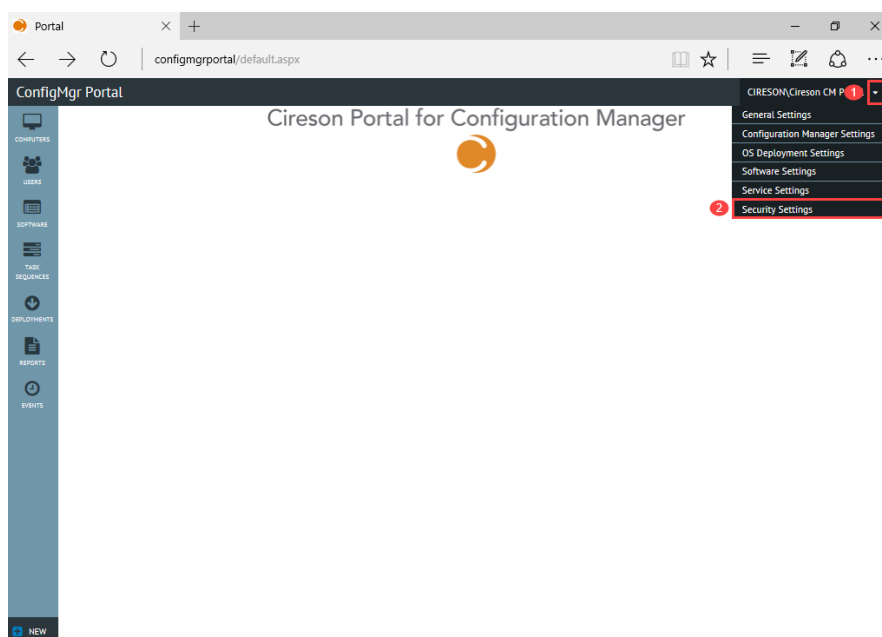 Portal
configmgrportal/default.aspx
ConfigMgr Portal
CIRESON\Cireson CM P
1
Cireson Portal for Configuration Manager
General Settings
Configuration Manager Settings
OS Deployment Settings
Software Settings
Service Settings
2
Security Settings
COMPUTERS
USERS
SOFTWARE
TASK
SEQUENCES
DEPLOYMENTS
REPORTS
EVENTS
NEW